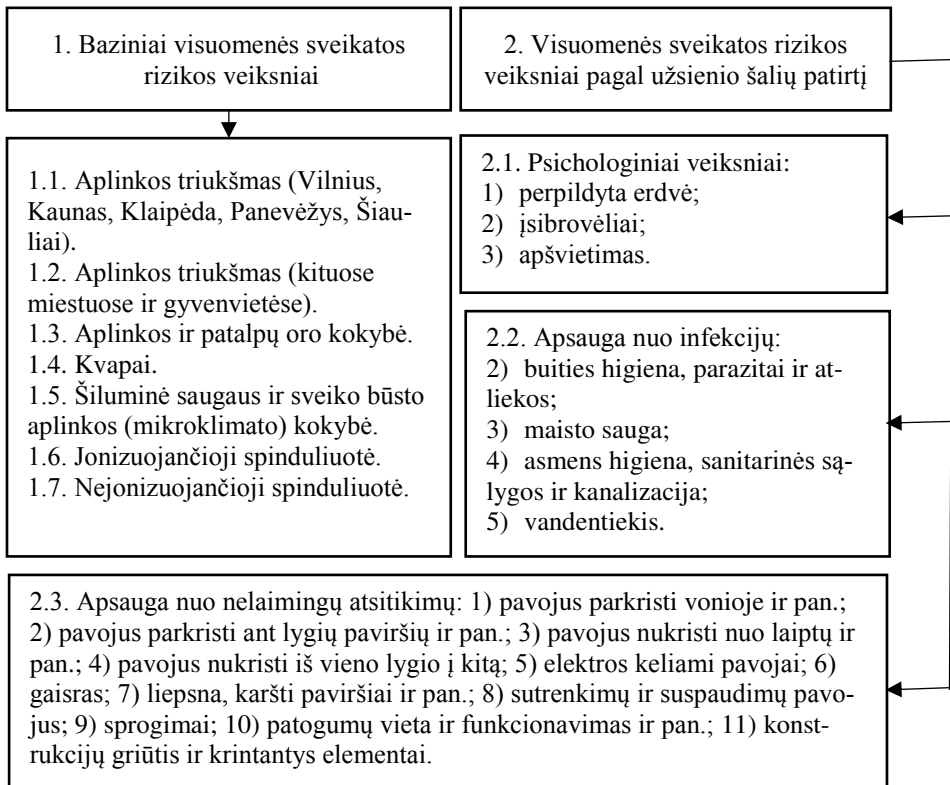 1. Baziniai visuomenės sveikatos
rizikos veiksniai
2. Visuomenės sveikatos rizikos
veiksniai pagal užsienio šalių patirtį
1.1. Aplinkos triukšmas (Vilnius,
Kaunas, Klaipėda, Panevėžys, Šiau-
liai).
1.2. Aplinkos triukšmas (kituose
miestuose ir gyvenvietėse).
1.3. Aplinkos ir patalpų oro kokybė.
1.4. Kvapai.
1.5. Šiluminė saugaus ir sveiko būsto
aplinkos (mikroklimato) kokybė.
1.6. Jonizuojančioji spinduliuotė.
1.7. Nejonizuojančioji spinduliuotė.
2.1. Psichologiniai veiksniai:
1) perpildyta erdvė;
2) įsibrovėliai;
3) apšvietimas.
2.2. Apsauga nuo infekcijų:
2) buities higiena, parazitai ir at-
liekos;
3) maisto sauga;
4) asmens higiena, sanitarinės są-
lygos ir kanalizacija;
5) vandentiekis.
2.3. Apsauga nuo nelaimingų atsitikimų: 1) pavojus parkristi vonioje ir pan.;
2) pavojus parkristi ant lygių paviršių ir pan.; 3) pavojus nukristi nuo laiptų ir
pan.; 4) pavojus nukristi iš vieno lygio į kitą; 5) elektros keliami pavojai; 6)
gaisras; 7) liepsna, karšti paviršiai ir pan.; 8) sutrenkimų ir suspaudimų pavo-
jus; 9) sprogimai; 10) patogumų vieta ir funkcionavimas ir pan.; 11) konst-
rukcijų griūtis ir krintantys elementai.